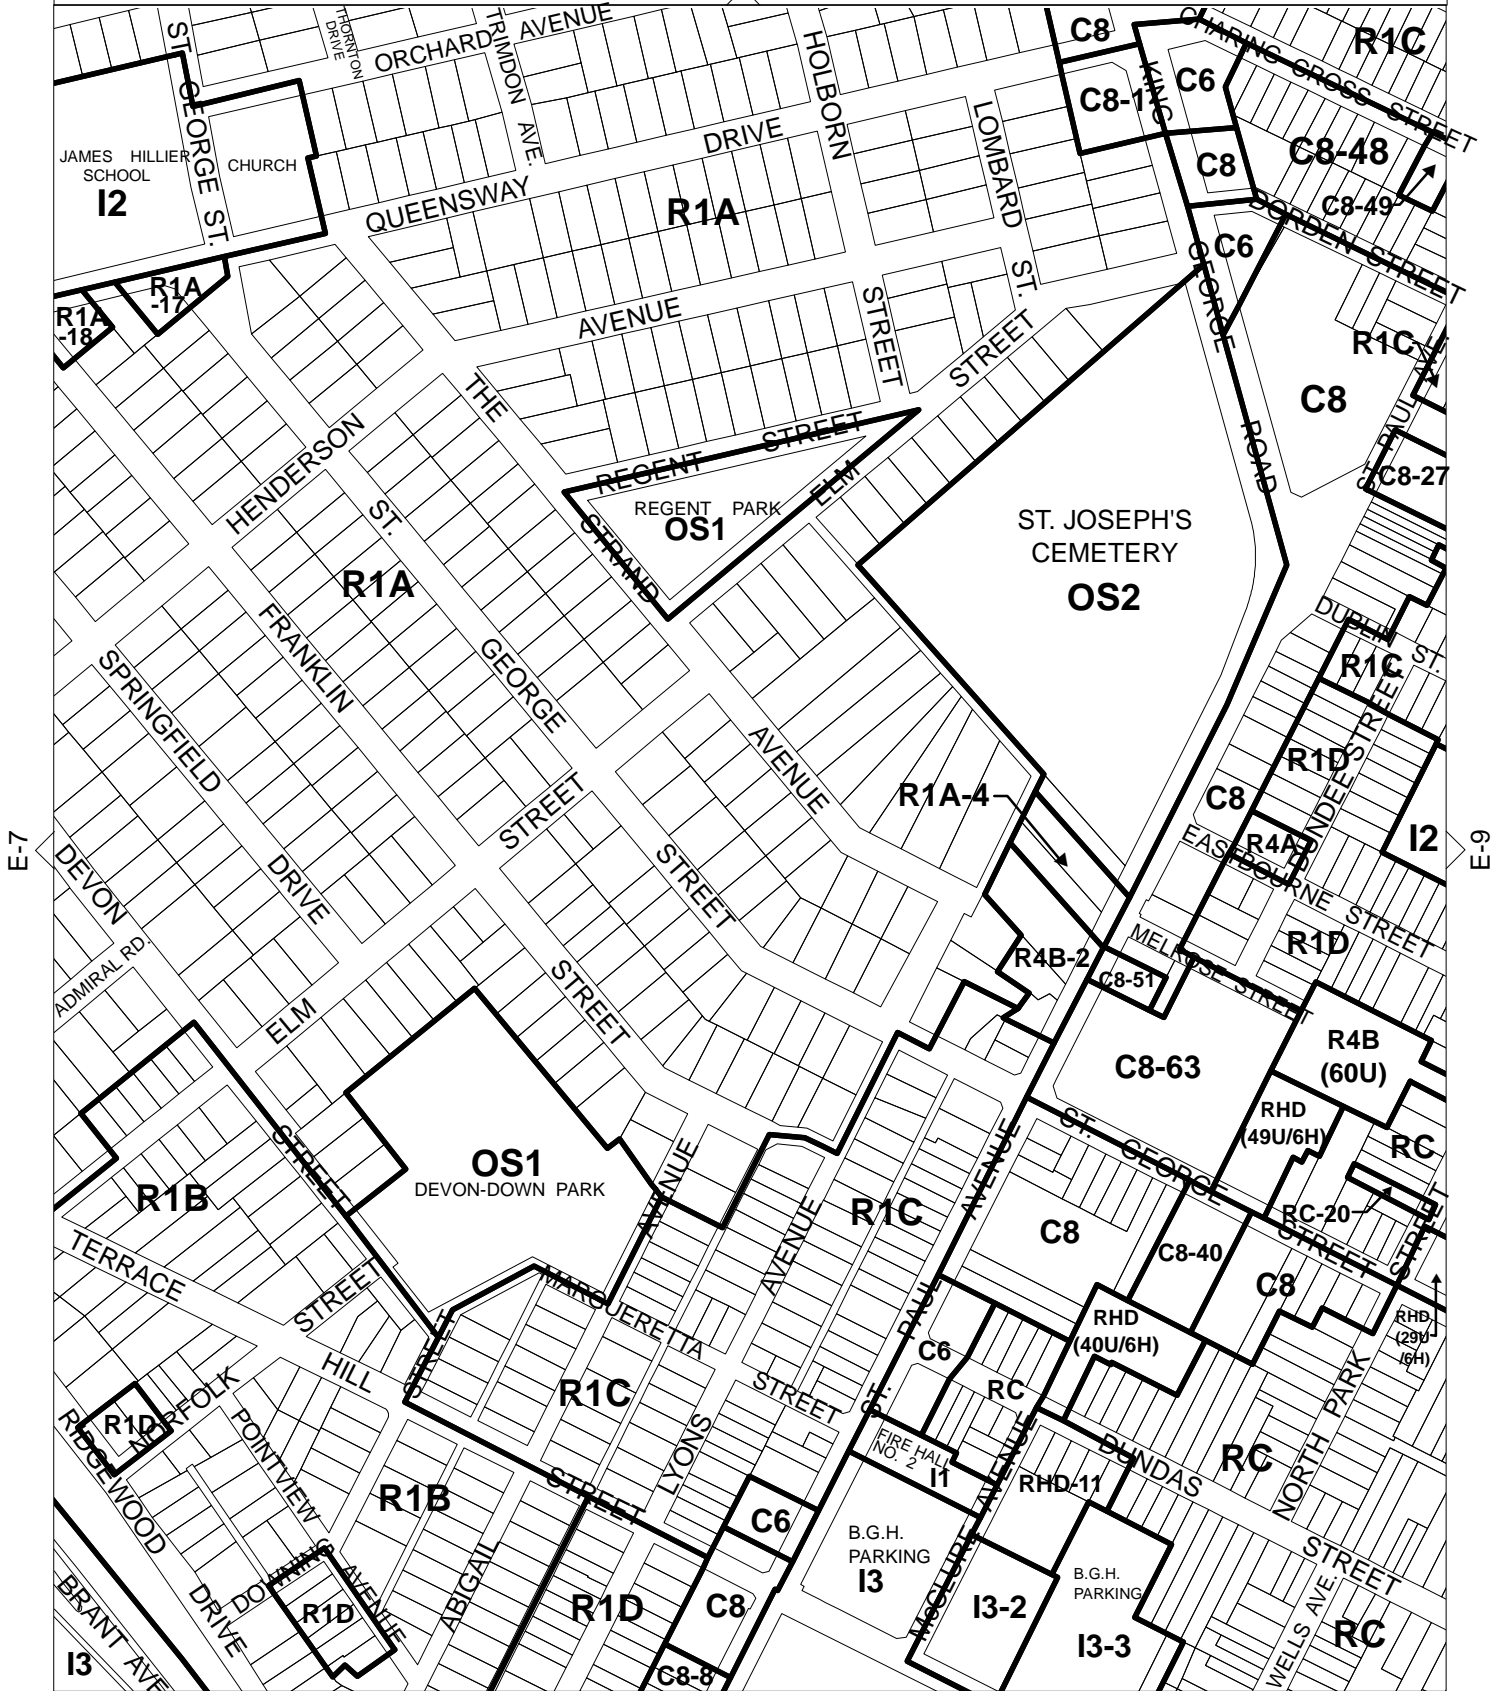 ST. GEORGE ST.
THORNTON DRIVE
ORCHARD AVENUE
TRIMDON AVE.
HOLBORN STREET
C8
C8-1
KING GEORGE ROAD
C6
CHARING CROSS STREET
R1C
C8-48
C8
C8-49
DORDEN STREET
C6
JAMES HILLIER
SCHOOL
I2
CHURCH
QUEENSWAY DRIVE
R1A
LOMBARD ST.
R1A
-17
R1A
-18
AVENUE
STREET
R1C
C8
ST. PAUL AVE
C8-27
THE STRAND
HENDERSON
REGENT STREET
REGENT PARK
OS1
ELM
ST. JOSEPH'S
CEMETERY
OS2
R1A
ST. GEORGE STREET
FRANKLIN STREET
SPRINGFIELD DRIVE
DUBLIN ST.
R1C
R1D
DUNDEE STREET
C8
R4A
I2
EASTBOURNE STREET
AVENUE
STREET
R1A-4
E-7
E-9
DEVON STREET
ADMIRAL RD.
ELM
R1D
MELROSE STREET
R4B-2
C8-51
C8-63
R4B
(60U)
RHD
(49U/6H)
RC
RC-20
ST. GEORGE STREET
OS1
DEVON-DOWN PARK
R1B
TERRACE HILL STREET
AVENUE
AVENUE
R1C
ST. PAUL AVENUE
C8
C8-40
C8
STREET
RHD
(29U
/6H)
RHD
(40U/6H)
MARGUERETTA STREET
STREET
NORFOLK
STREET
R1D
RIDGEWOOD DRIVE
POINTVIEW AVENUE
R1C
LYONS
C6
RC
FIRE HALL
NO. 2
I1
McCLURE AVENUE
RHD-11
DUNDAS STREET
RC
NORTH PARK
R1B
DOWNING
R1D
ABIGAIL
R1D
C6
C8
C8-8
B.G.H.
PARKING
I3
I3-2
B.G.H.
PARKING
I3-3
WELLS AVE.
RC
BRANT AVE
I3